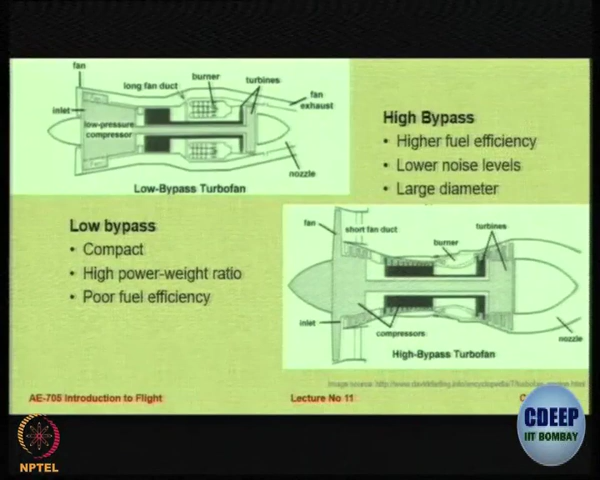 fan
long fan duct
burner
turbines
fan
exhaust
inlet
low-pressure
compressor
nozzle
Low-Bypass Turbofan
High Bypass
• Higher fuel efficiency
• Lower noise levels
• Large diameter
Low bypass
• Compact
• High power-weight ratio
• Poor fuel efficiency
fan
short fan duct
burner
turbines
inlet
compressors
nozzle
High-Bypass Turbofan
Image source:
AE-705 Introduction to Flight
Lecture No 11
NPTEL
CDEEP
IIT BOMBAY